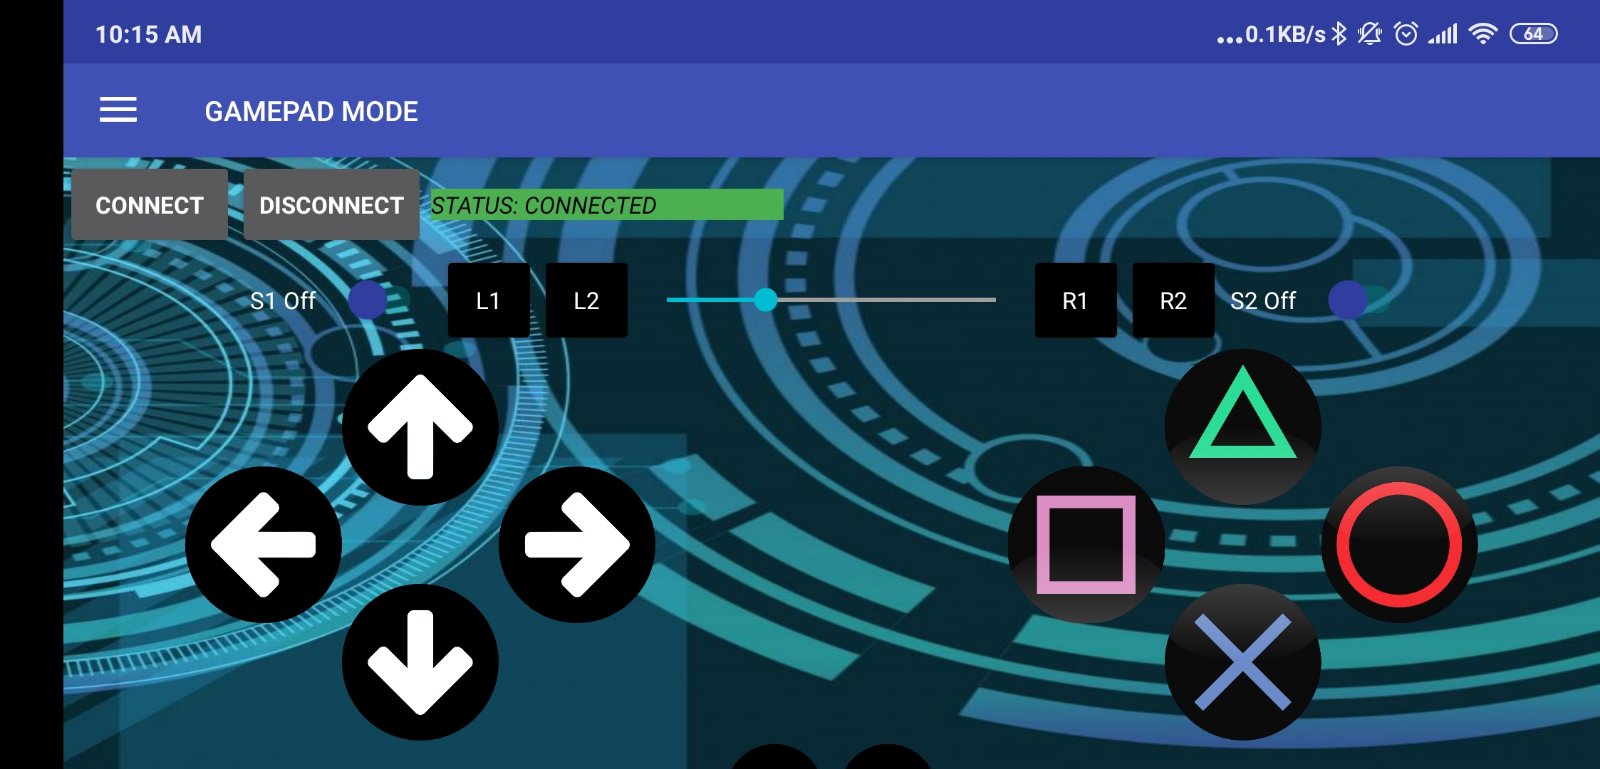 10:15 AM ...0.1KB/s 64
GAMEPAD MODE
CONNECT DISCONNECT STATUS: CONNECTED
S1 Off L1 L2 R1 R2 S2 Off